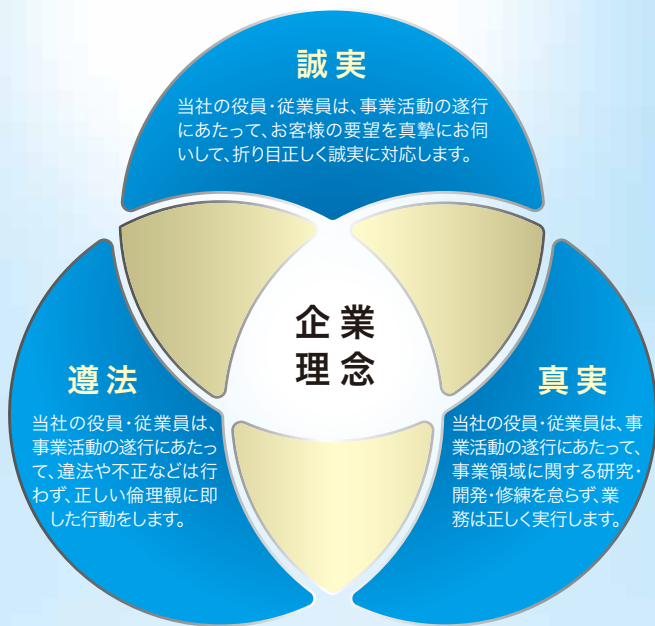 誠実
当社の役員・従業員は、事業活動の遂行
にあたって、お客様の要望を真摯にお伺
いして、折り目正しく誠実に対応します。
企業
理念
遵法
当社の役員・従業員は、
事業活動の遂行にあたっ
て、違法や不正などは行
わず、正しい倫理観に即
した行動をします。
真実
当社の役員・従業員は、事
業活動の遂行にあたって、
事業領域に関する研究・
開発・修練を怠らず、業
務は正しく実行します。